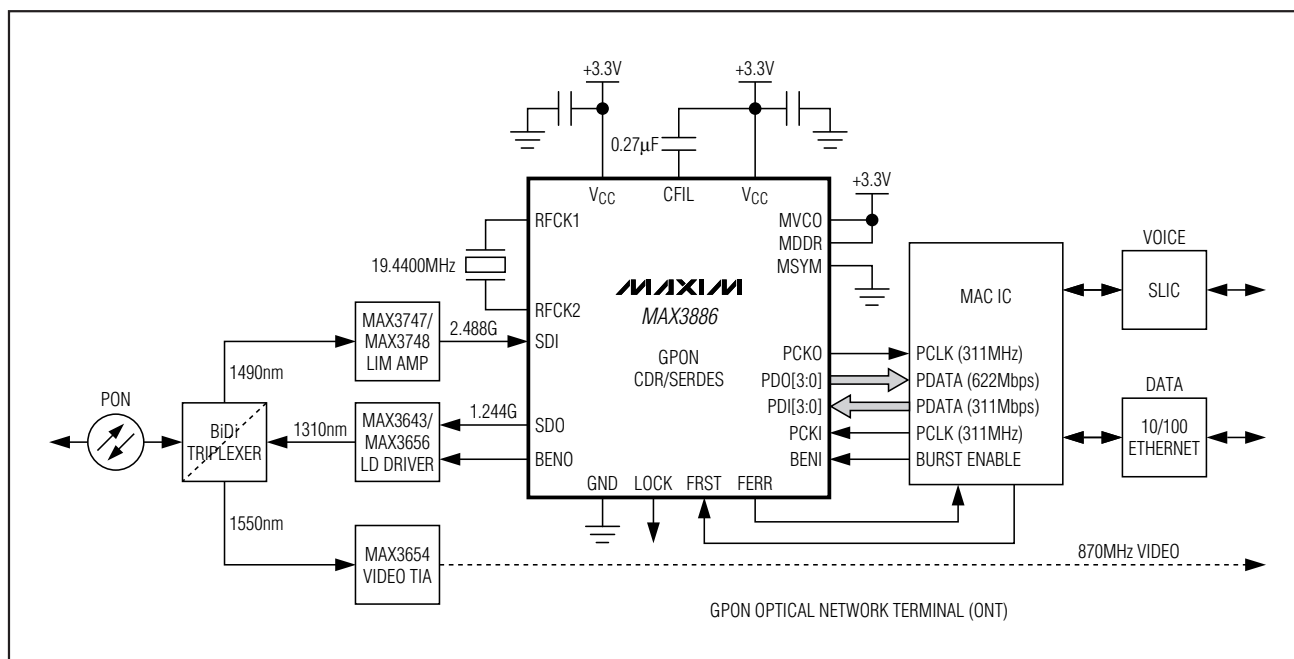 +3.3V
+3.3V
0.27µF
VCC
CFIL
VCC
+3.3V
RFCK1
MVCO
MDDR
MSYM
19.4400MHz
RFCK2
MAXIM
MAX3886
GPON
CDR/SERDES
MAC IC
VOICE
SLIC
MAX3747/
MAX3748
LIM AMP
2.488G
SDI
1490nm
PCKO
PCLK (311MHz)
PDO[3:0]
PDATA (622Mbps)
PDI[3:0]
PDATA (311Mbps)
PCKI
PCLK (311MHz)
BENI
BURST ENABLE
DATA
10/100
ETHERNET
PON
BiDi
TRIPLEXER
1310nm
MAX3643/
MAX3656
LD DRIVER
1.244G
SDO
BENO
GND
LOCK
FRST
FERR
1550nm
MAX3654
VIDEO TIA
870MHz VIDEO
GPON OPTICAL NETWORK TERMINAL (ONT)